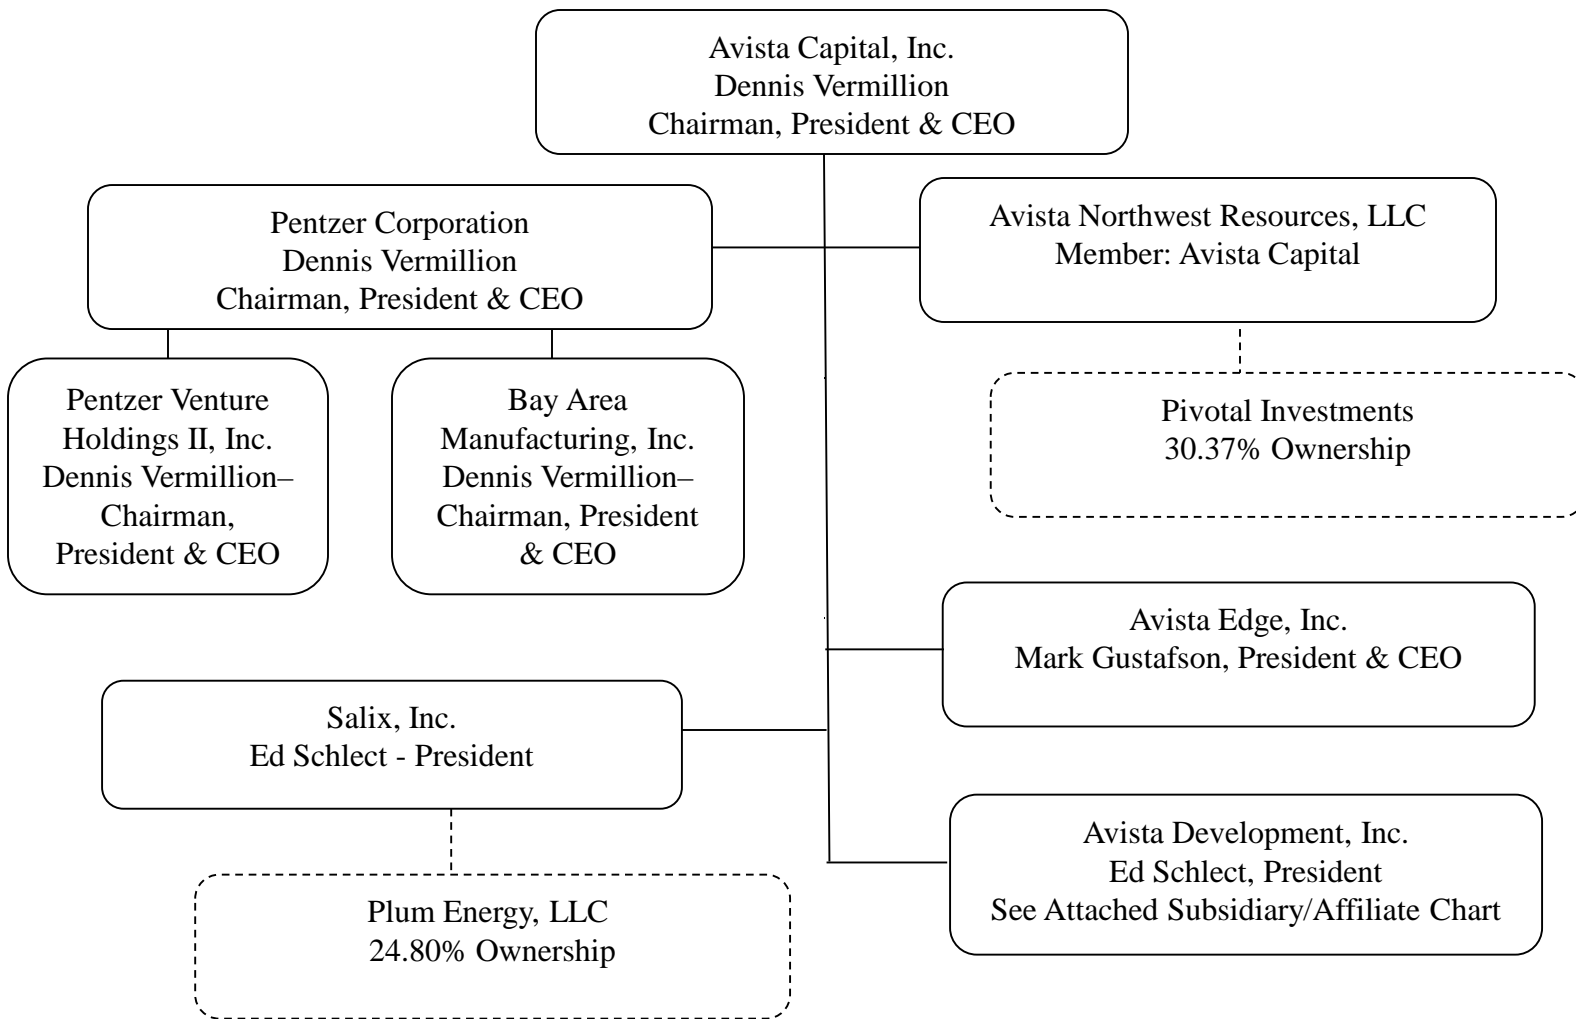 Avista Capital, Inc.
Dennis Vermillion
Chairman, President & CEO
Pentzer Corporation
Dennis Vermillion
Chairman, President & CEO
Avista Northwest Resources, LLC
Member: Avista Capital
Pentzer Venture
Holdings II, Inc.
Dennis Vermillion–
Chairman,
President & CEO
Bay Area
Manufacturing, Inc.
Dennis Vermillion–
Chairman, President
& CEO
Pivotal Investments
30.37% Ownership
Avista Edge, Inc.
Mark Gustafson, President & CEO
Salix, Inc.
Ed Schlect - President
Avista Development, Inc.
Ed Schlect, President
See Attached Subsidiary/Affiliate Chart
Plum Energy, LLC
24.80% Ownership